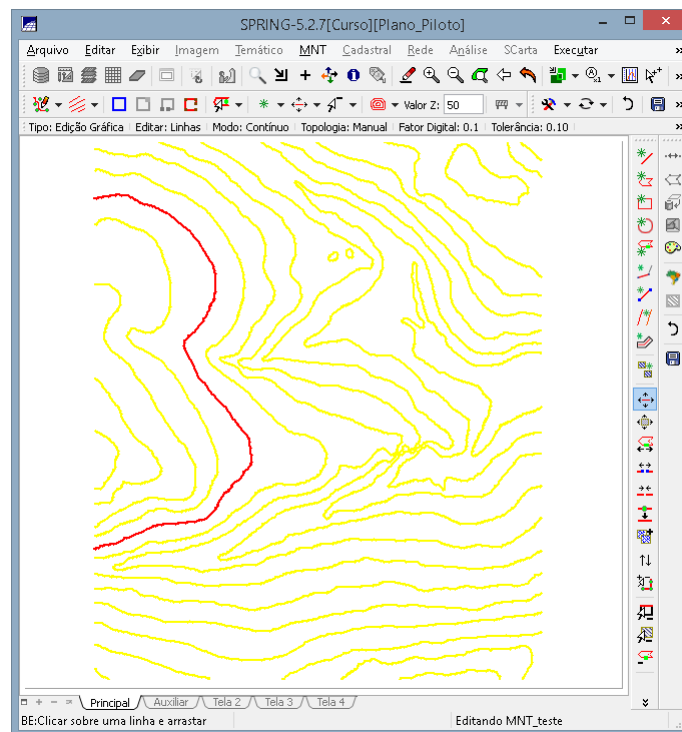 SPRING-5.2.7[Curso][Plano_Piloto]
Arquivo Editar Exibir Imagem Temático MNT Cadastral Rede Análise SCarta Executar »
Valor Z: 50
Tipo: Edição Gráfica Editar: Linhas Modo: Contínuo Topologia: Manual Fator Digital: 0.1 Tolerância: 0.10 »
Principal Auxiliar Tela 2 Tela 3 Tela 4
BE:Clicar sobre uma linha e arrastar Editando MNT_teste